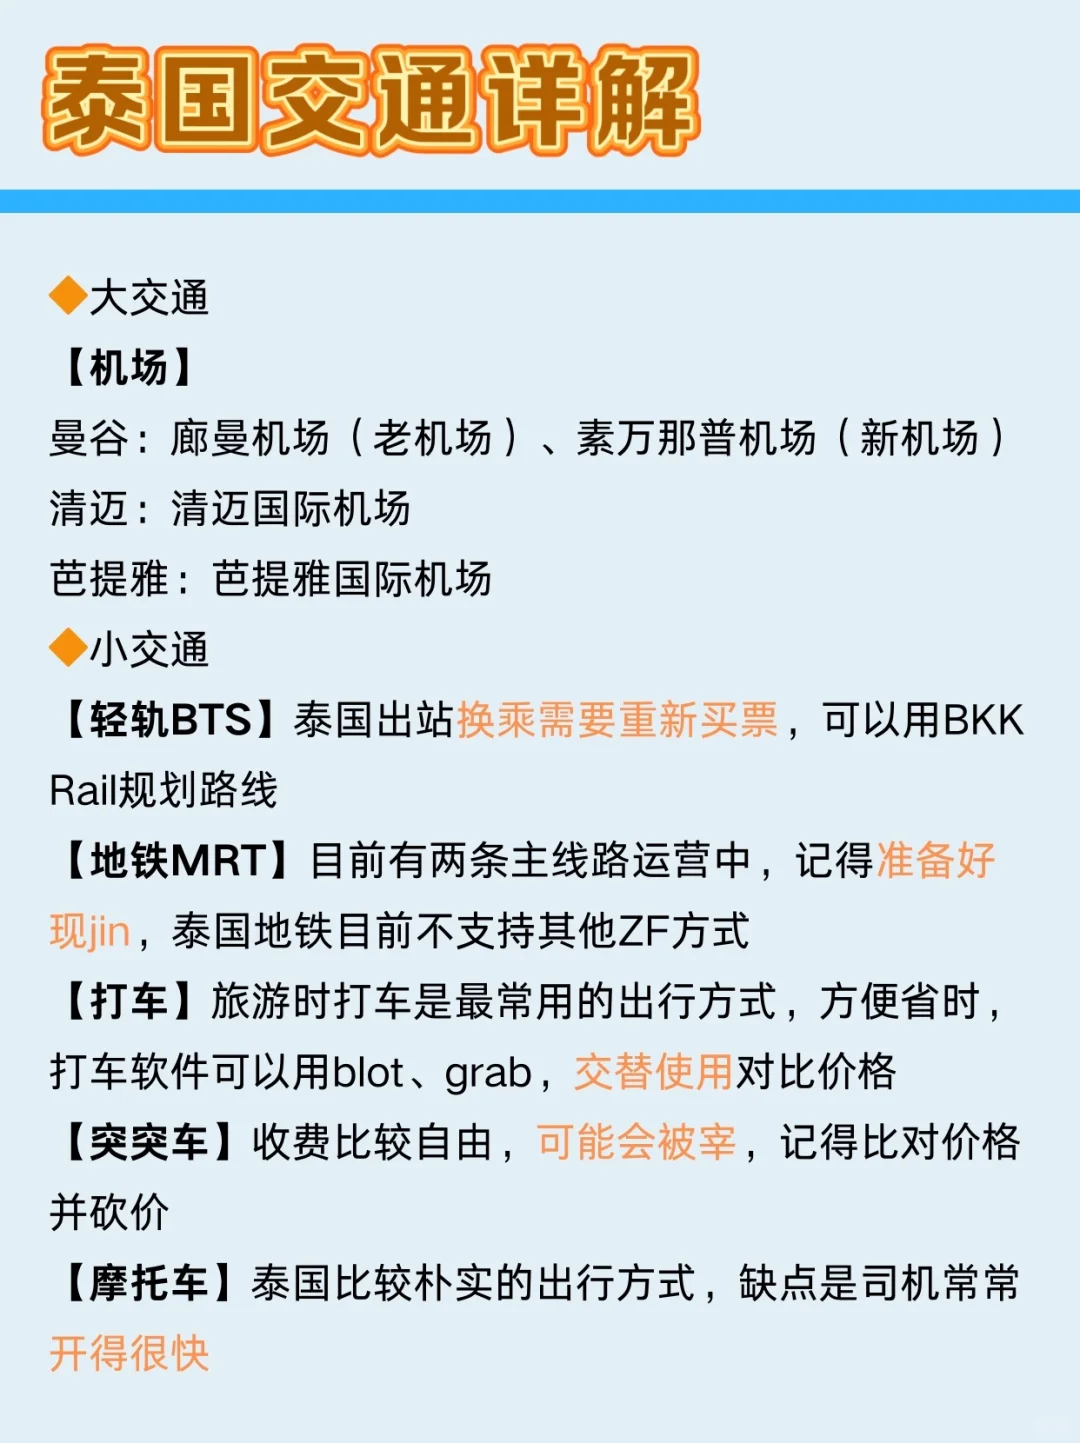 泰国交通详解
🔶大交通
【机场】
曼谷：廊曼机场（老机场）、素万那普机场（新机场）
清迈：清迈国际机场
芭提雅：芭提雅国际机场
🔶小交通
【轻轨BTS】泰国出站换乘需要重新买票，可以用BKK
Rail规划路线
【地铁MRT】目前有两条主线路运营中，记得准备好
现jin，泰国地铁目前不支持其他ZF方式
【打车】旅游时打车是最常用的出行方式，方便省时，
打车软件可以用blot、grab，交替使用对比价格
【突突车】收费比较自由，可能会被宰，记得比对价格
并砍价
【摩托车】泰国比较朴实的出行方式，缺点是司机常常
开得很快